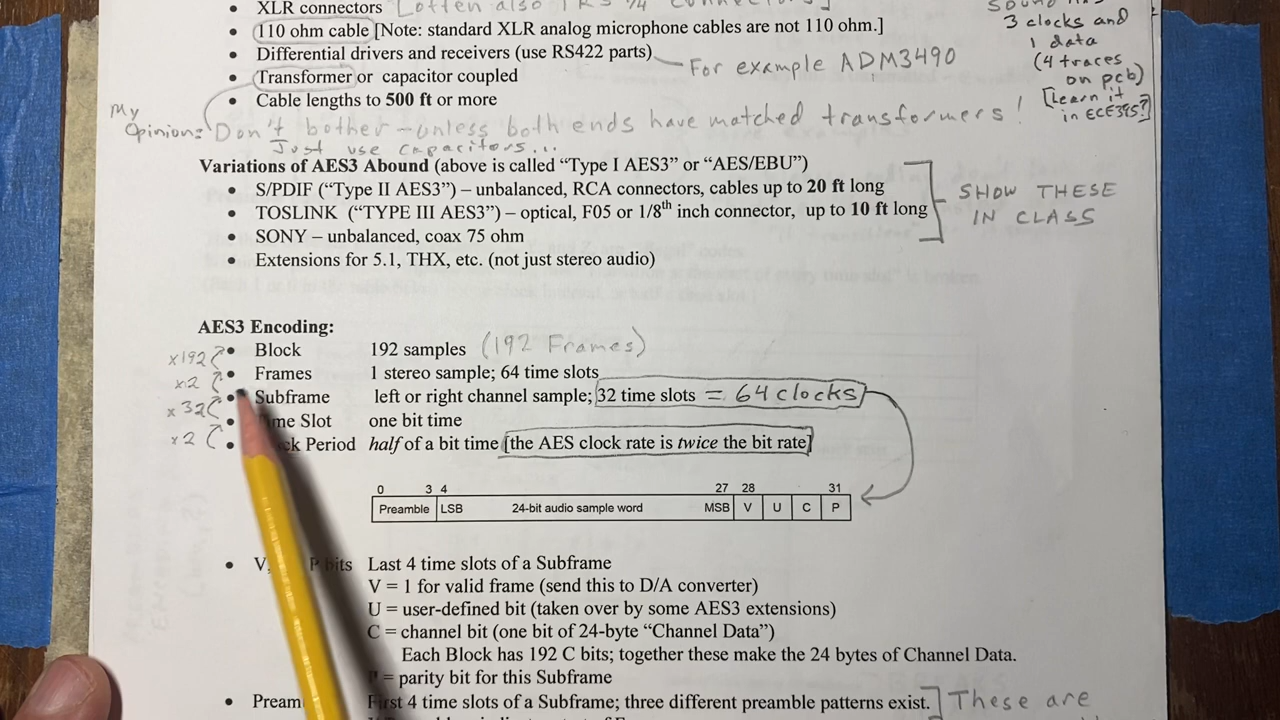 XLR connectors [often also TRS 1/4" connectors]
110 ohm cable [Note: standard XLR analog microphone cables are not 110 ohm.]
Differential drivers and receivers (use RS422 parts)
For example ADM3490
Transformer or capacitor coupled
Cable lengths to 500 ft or more
3 clocks and
1 data
(4 traces
on pcb)
[Learn it
in ECE395?]
My
Opinion: Don't bother - unless both ends have matched transformers!
Just use capacitors...
Variations of AES3 Abound (above is called “Type I AES3” or “AES/EBU”)
S/PDIF (“Type II AES3”) – unbalanced, RCA connectors, cables up to 20 ft long
TOSLINK (“TYPE III AES3”) – optical, F05 or 1/8th inch connector, up to 10 ft long
SONY – unbalanced, coax 75 ohm
Extensions for 5.1, THX, etc. (not just stereo audio)
SHOW THESE
IN CLASS
AES3 Encoding:
Block 192 samples (192 Frames)
x192
Frames 1 stereo sample; 64 time slots
x2
Subframe left or right channel sample; 32 time slots = 64 clocks
x32
Time Slot one bit time
x2
Period half of a bit time [the AES clock rate is twice the bit rate]
0 3 4 27 28 31
Preamble LSB 24-bit audio sample word MSB V U C P
V, P bits Last 4 time slots of a Subframe
V = 1 for valid frame (send this to D/A converter)
U = user-defined bit (taken over by some AES3 extensions)
C = channel bit (one bit of 24-byte “Channel Data”)
Each Block has 192 C bits; together these make the 24 bytes of Channel Data.
= parity bit for this Subframe
Pream First 4 time slots of a Subframe; three different preamble patterns exist.] These are